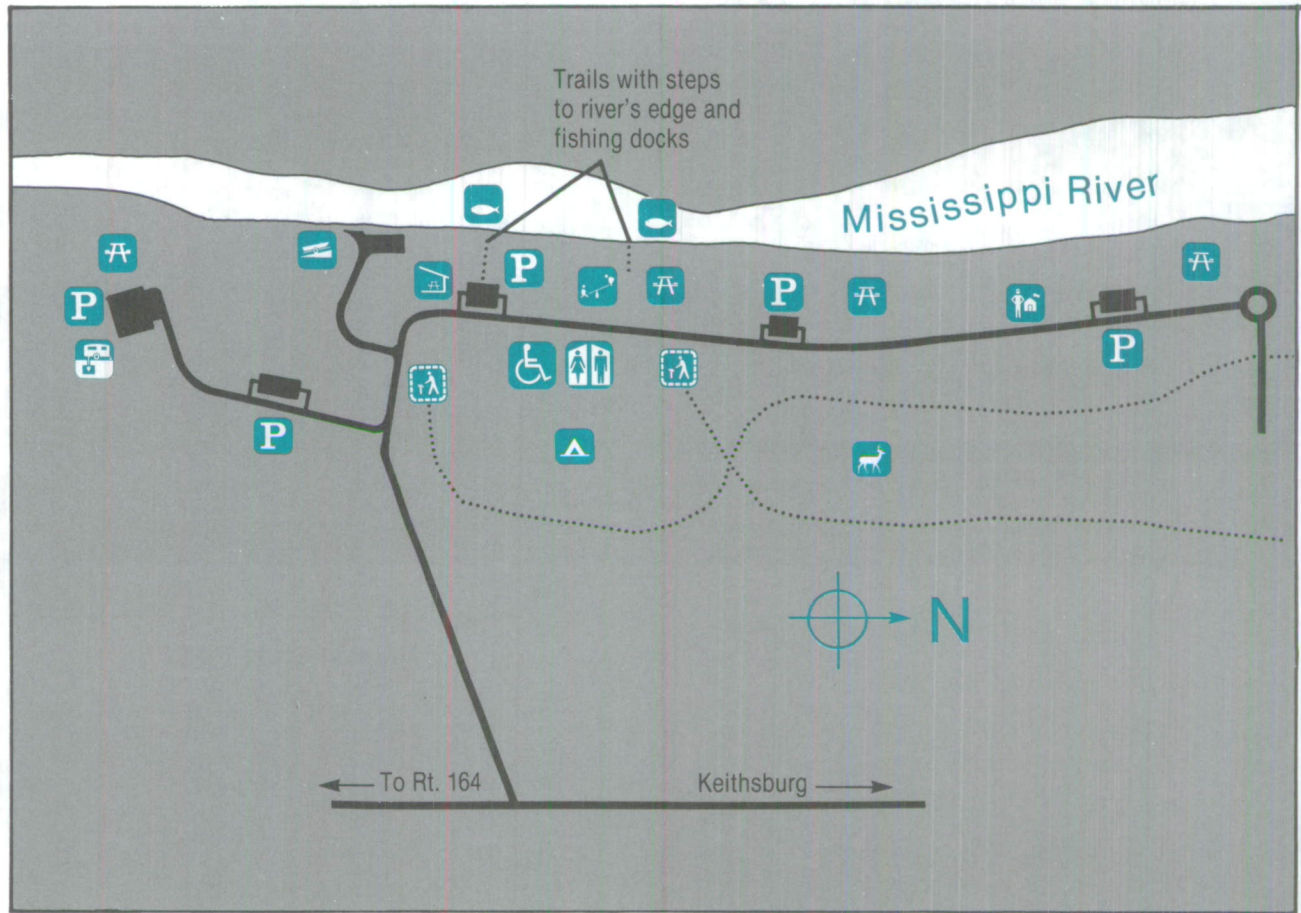 Trails with steps
to river's edge and
fishing docks
Mississippi River
P
P
P
P
P
N
To Rt. 164
Keithsburg